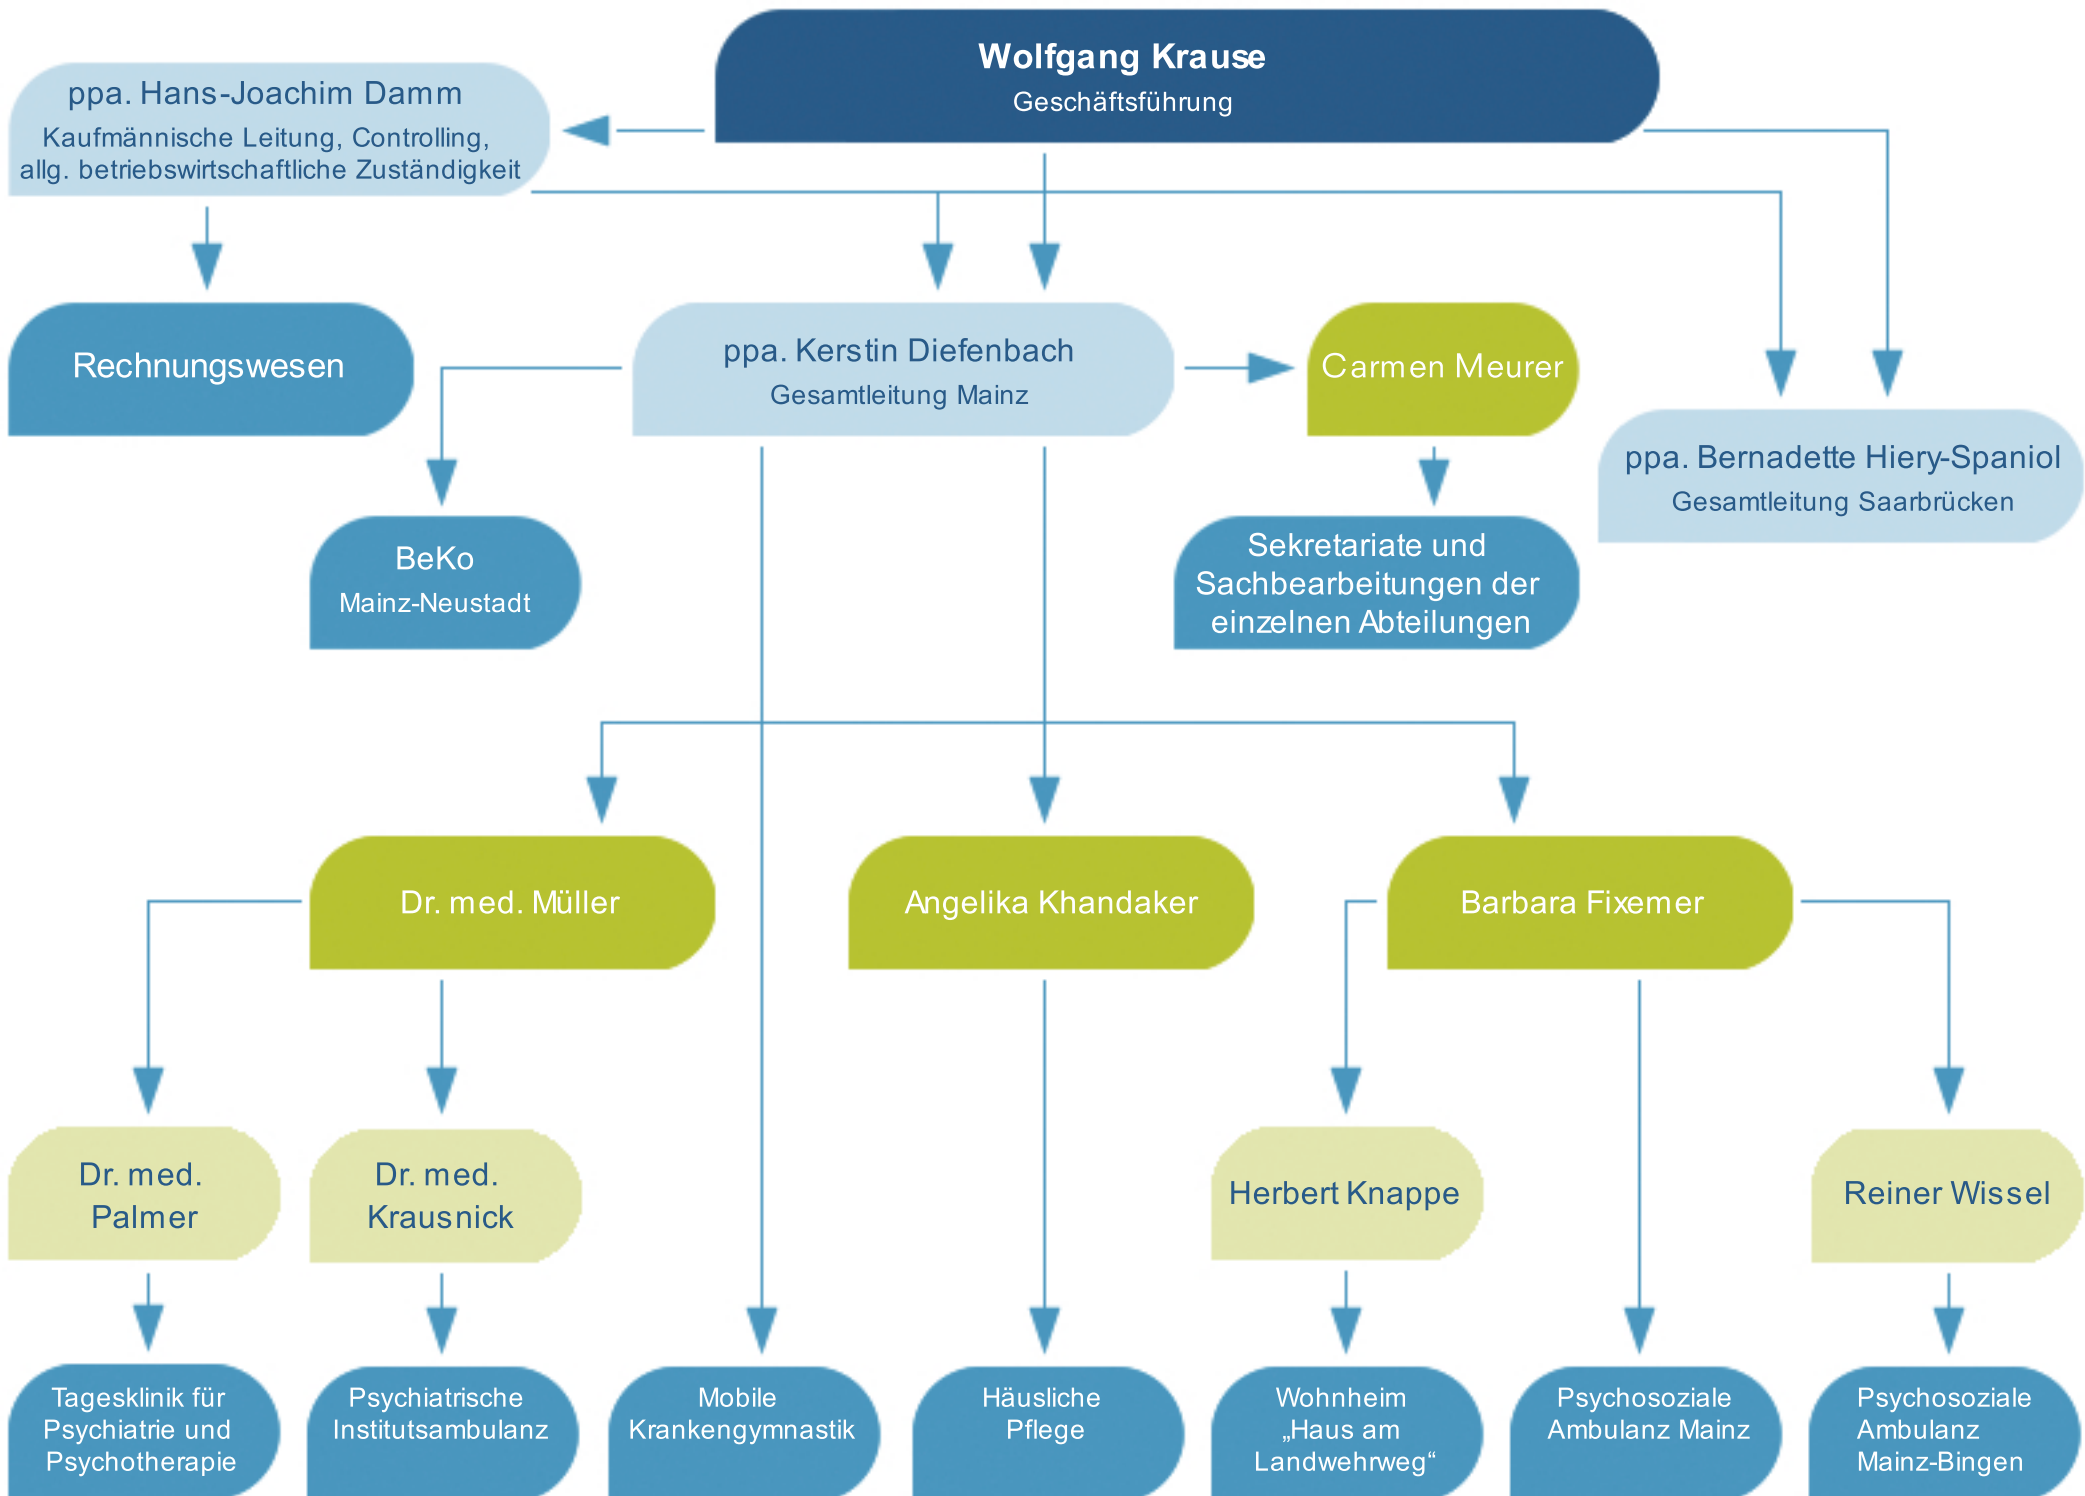 Wolfgang Krause
Geschäftsführung
ppa. Hans-Joachim Damm
Kaufmännische Leitung, Controlling,
allg. betriebswirtschaftliche Zuständigkeit
Rechnungswesen
ppa. Kerstin Diefenbach
Gesamtleitung Mainz
Carmen Meurer
ppa. Bernadette Hiery-Spaniol
Gesamtleitung Saarbrücken
BeKo
Mainz-Neustadt
Sekretariate und
Sachbearbeitungen der
einzelnen Abteilungen
Dr. med. Müller
Angelika Khandaker
Barbara Fixemer
Dr. med.
Palmer
Dr. med.
Krausnick
Herbert Knappe
Reiner Wissel
Tagesklinik für
Psychiatrie und
Psychotherapie
Psychiatrische
Institutsambulanz
Mobile
Krankengymnastik
Häusliche
Pflege
Wohnheim
„Haus am
Landwehrweg“
Psychosoziale
Ambulanz Mainz
Psychosoziale
Ambulanz
Mainz-Bingen